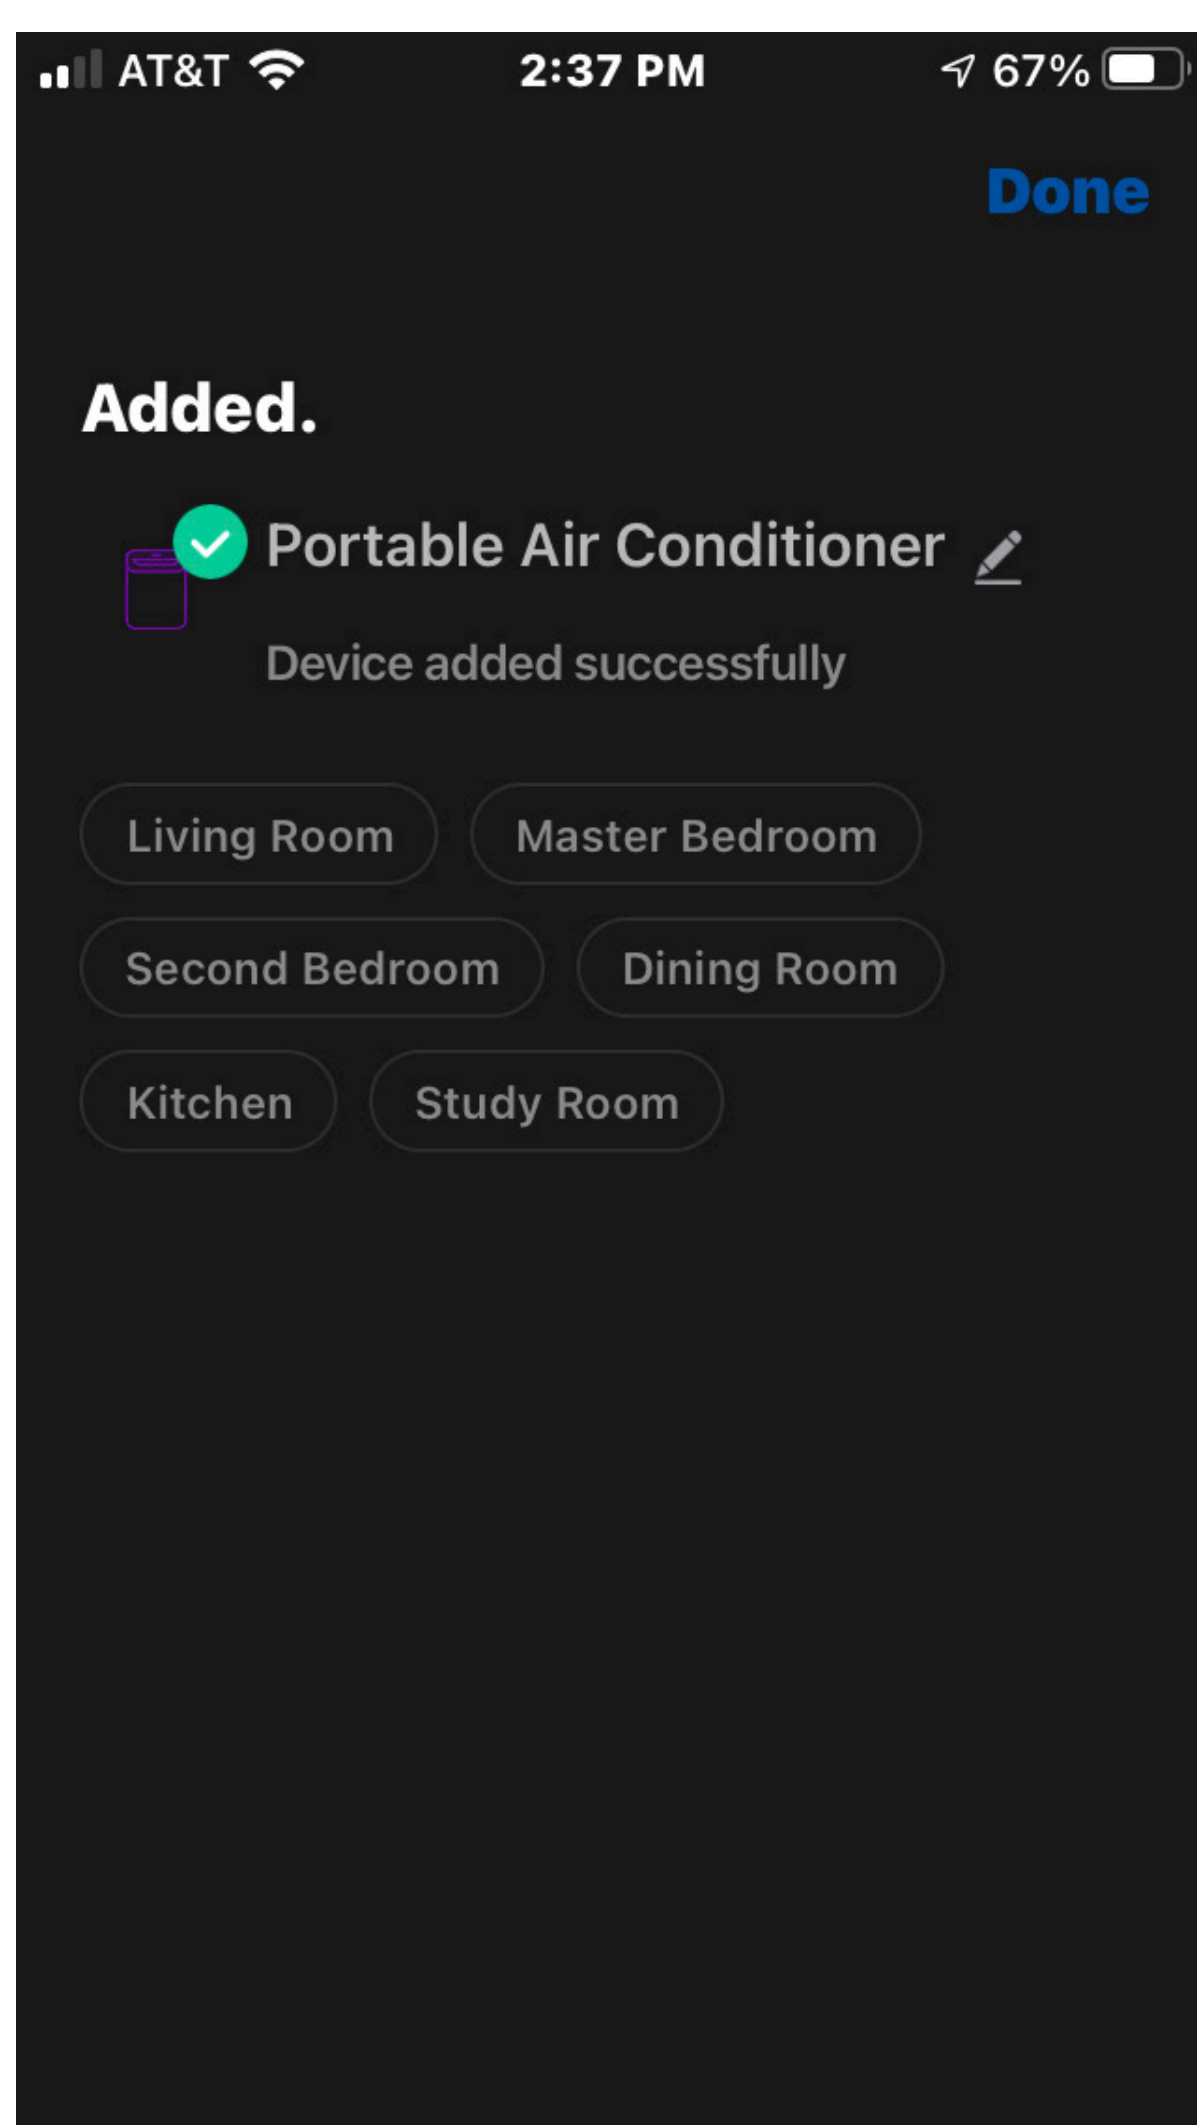 AT&T 2:37 PM 67%
Done
Added.
Portable Air Conditioner
Device added successfully
Living Room Master Bedroom
Second Bedroom Dining Room
Kitchen Study Room